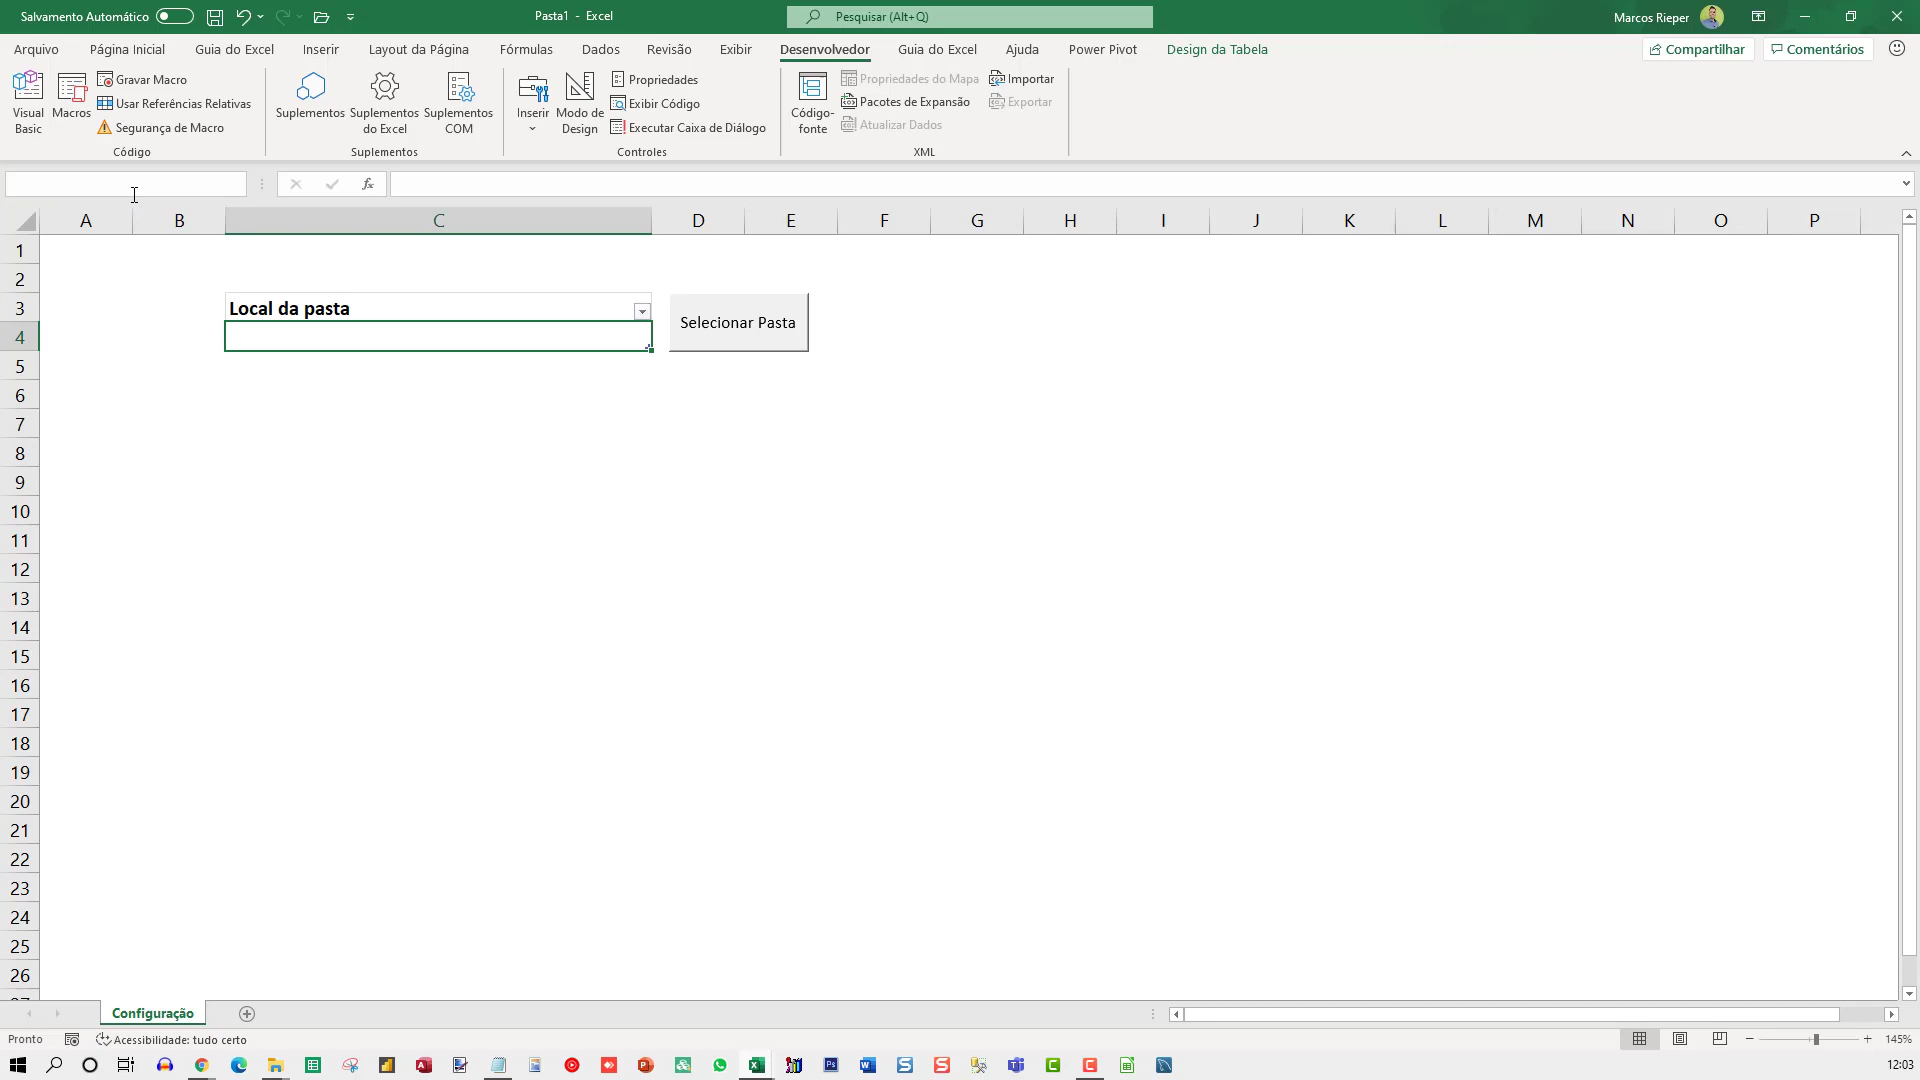 Salvamento Automático
Pasta1 - Excel
Pesquisar (Alt+Q)
Marcos Rieper
Arquivo Página Inicial Guia do Excel Inserir Layout da Página Fórmulas Dados Revisão Exibir Desenvolvedor Guia do Excel Ajuda Power Pivot Design da Tabela
Compartilhar
Comentários
Visual Basic
Macros
Gravar Macro
Usar Referências Relativas
Segurança de Macro
Código
Suplementos
Suplementos do Excel
Suplementos COM
Suplementos
Inserir
Modo de Design
Propriedades
Exibir Código
Executar Caixa de Diálogo
Controles
Código-fonte
Propriedades do Mapa
Pacotes de Expansão
Atualizar Dados
Importar
Exportar
XML
fx
A B C D E F G H I J K L M N O P
1
2
3 Local da pasta
Selecionar Pasta
4
5
6
7
8
9
10
11
12
13
14
15
16
17
18
19
20
21
22
23
24
25
26
27
Configuração
Pronto
Acessibilidade: tudo certo
145%
12:03